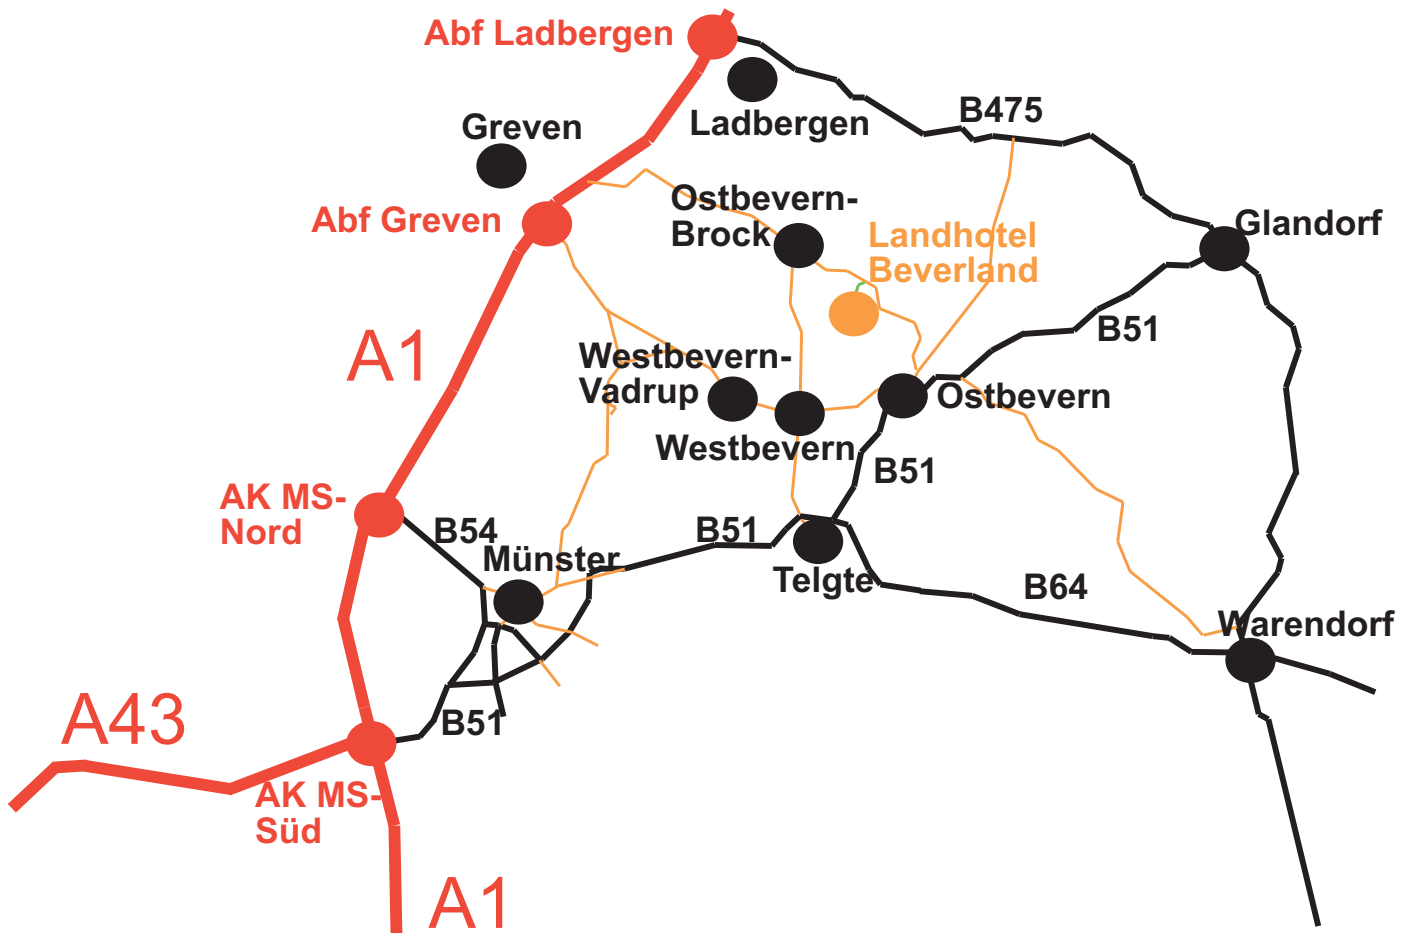 Abf Ladbergen
Ladbergen
B475
Greven
Abf Greven
Ostbevern-
Brock
Landhotel
Beverland
Glandorf
A1
B51
Westbevern-
Vadrup
Ostbevern
Westbevern
B51
AK MS-
Nord
B54
B51
Münster
Telgte
B64
Warendorf
A43
B51
AK MS-
Süd
A1